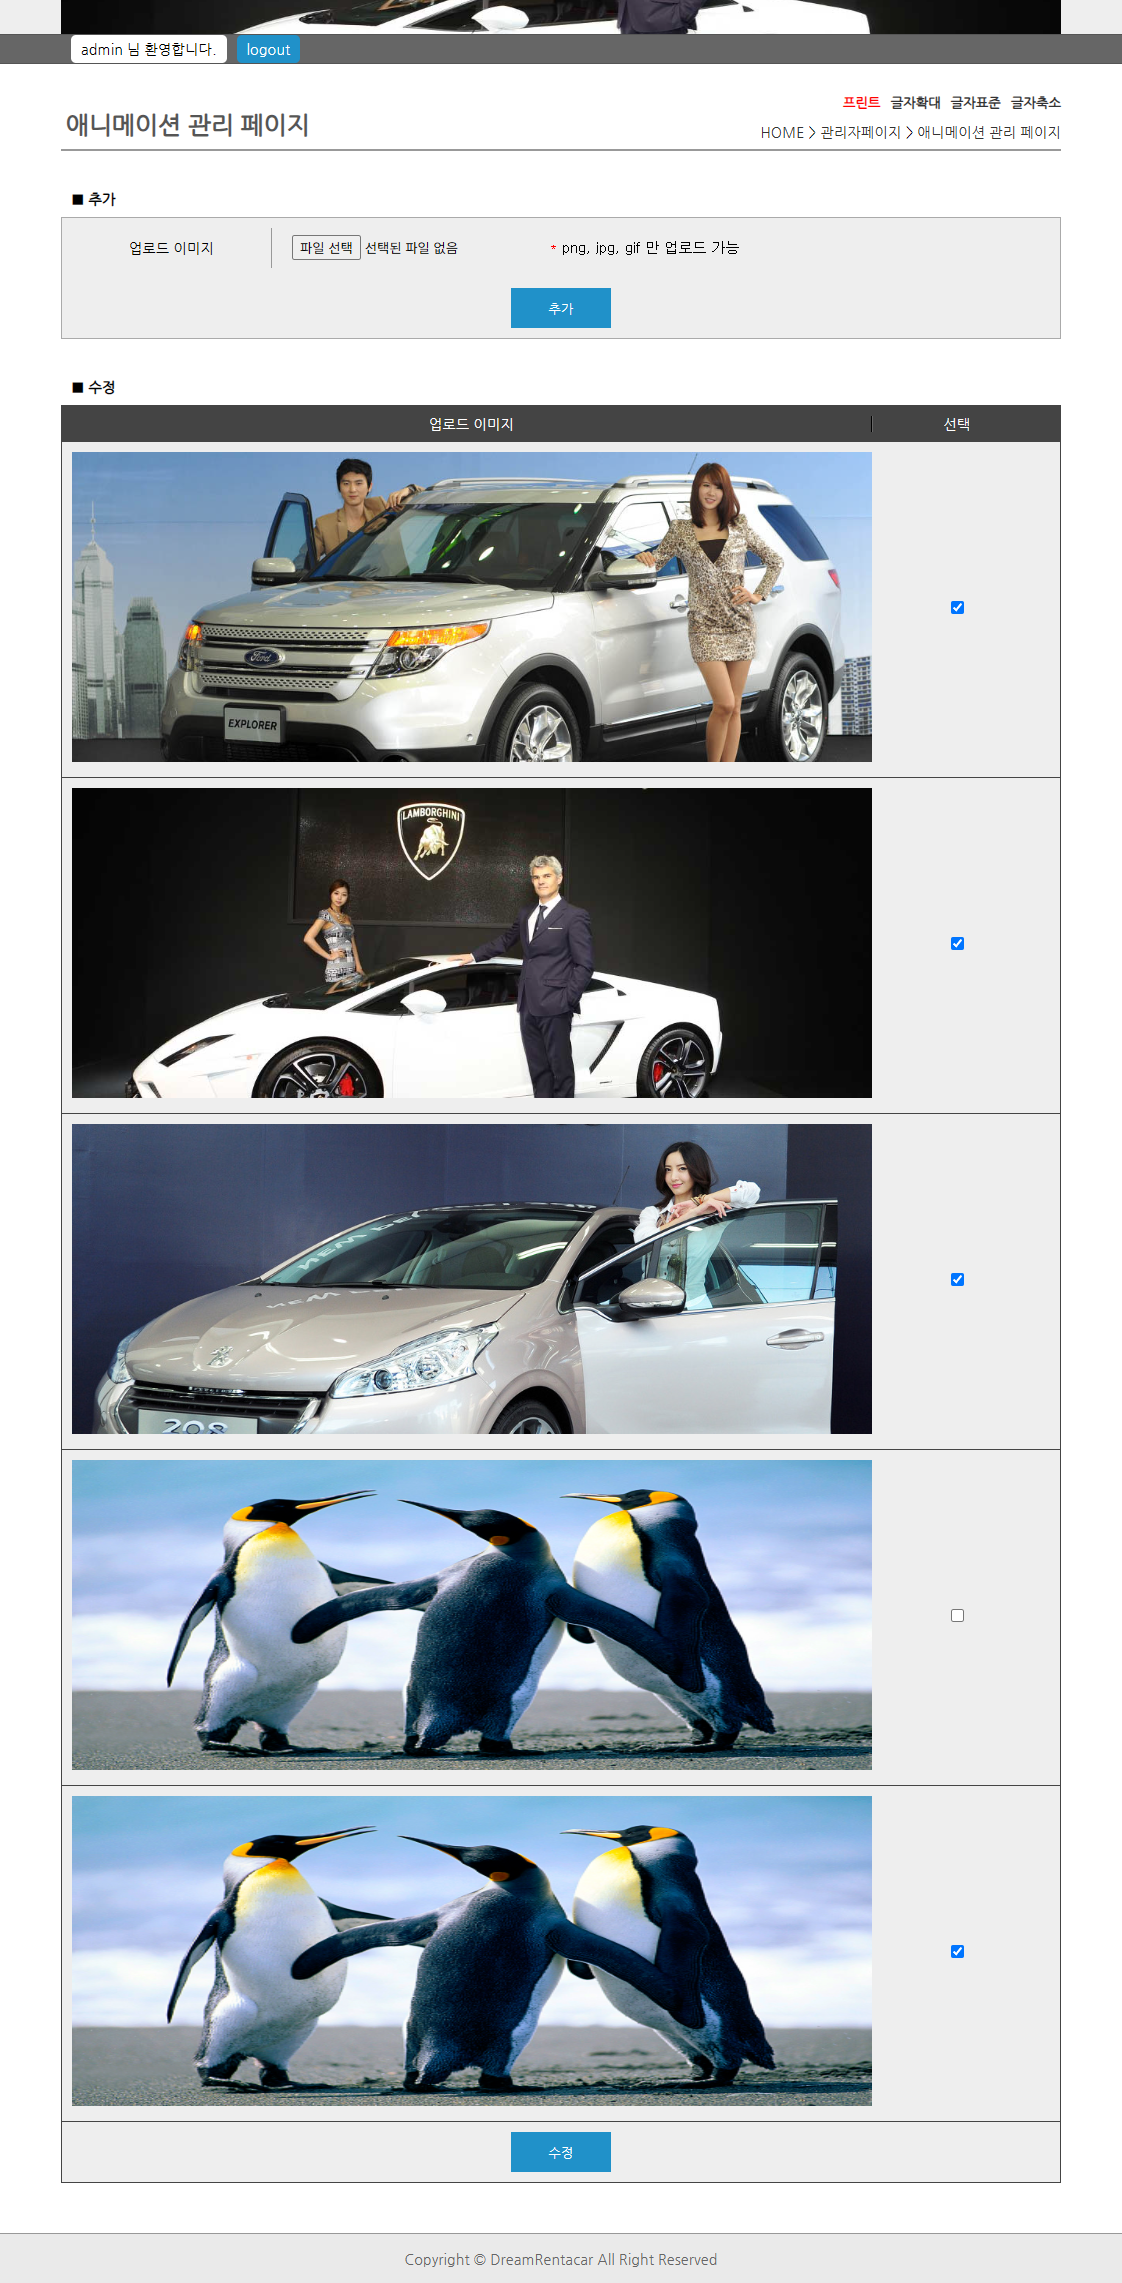 admin 님 환영합니다. logout
프린트 글자확대 글자표준 글자축소
애니메이션 관리 페이지
HOME > 관리자페이지 > 애니메이션 관리 페이지
■ 추가
업로드 이미지 파일 선택 선택된 파일 없음 * png, jpg, gif 만 업로드 가능
추가
■ 수정
업로드 이미지 선택
Ford
EXPLORER
LAMBORGHINI
208
수정
Copyright © DreamRentacar All Right Reserved